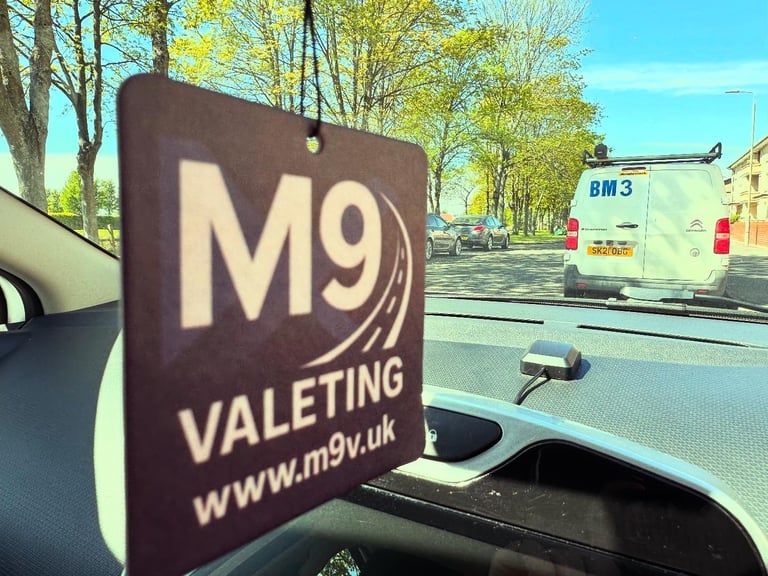 M9
VALETING
www.m9v.uk
BM3
SK21 OBG